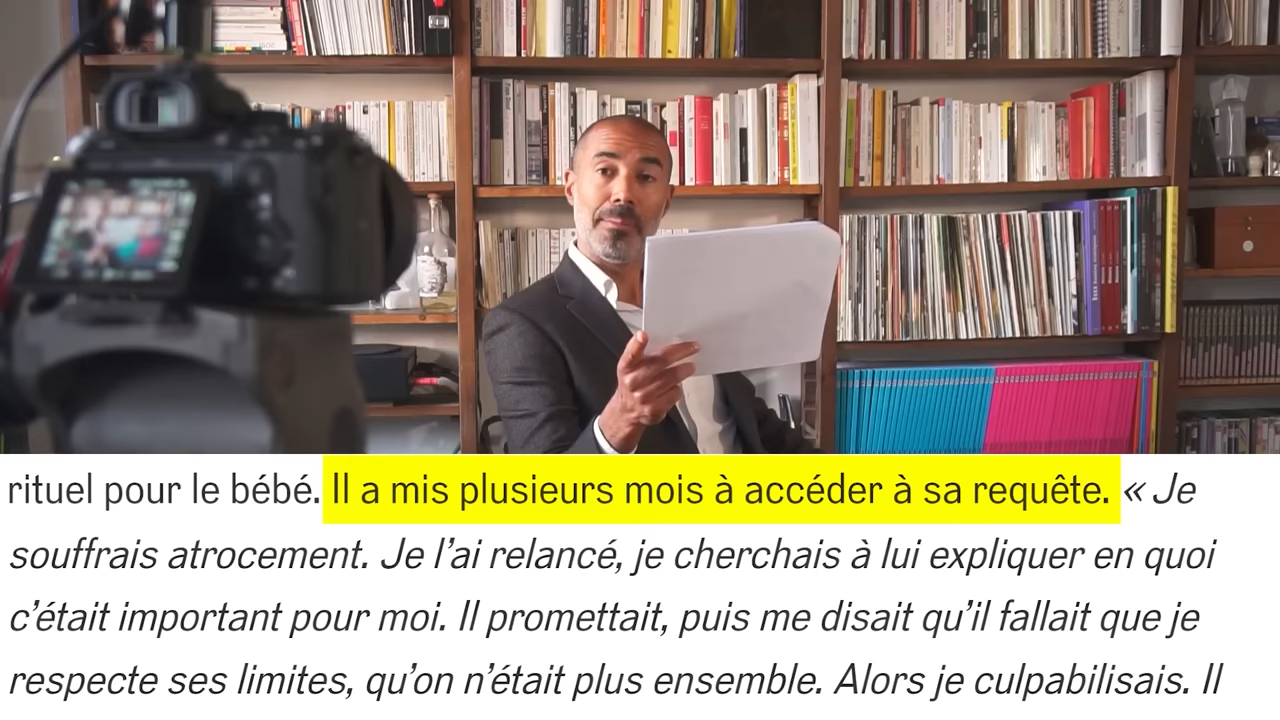 rituel pour le bébé. Il a mis plusieurs mois à accéder à sa requête. « Je
souffrais atrocement. Je l’ai relancé, je cherchais à lui expliquer en quoi
c’était important pour moi. Il promettait, puis me disait qu’il fallait que je
respecte ses limites, qu’on n’était plus ensemble. Alors je culpabilisais. Il